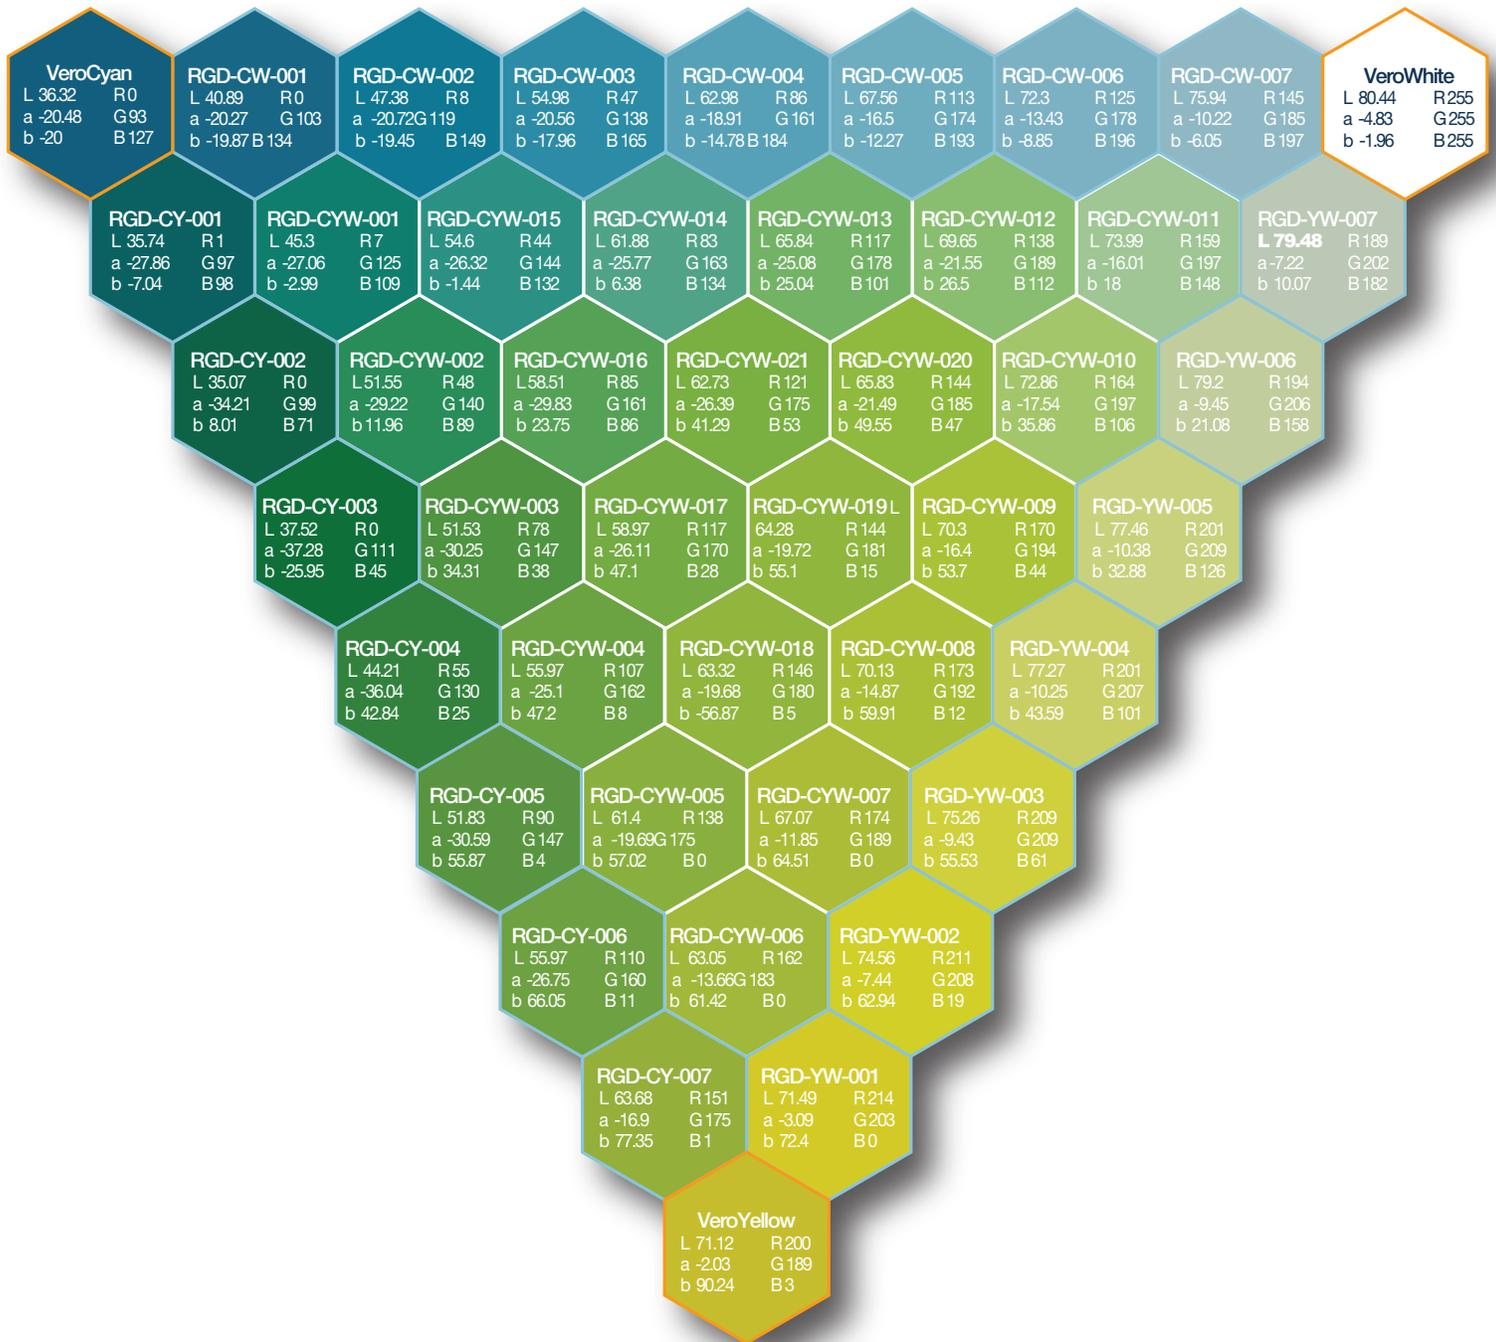 VeroCyan
L 36.32 R 0
a -20.48 G 93
b -20 B 127
RGD-CW-001
L 40.89 R 0
a -20.27 G 103
b -19.87 B 134
RGD-CW-002
L 47.38 R 8
a -20.72 G 119
b -19.45 B 149
RGD-CW-003
L 54.98 R 47
a -20.56 G 138
b -17.96 B 165
RGD-CW-004
L 62.98 R 86
a -18.91 G 161
b -14.78 B 184
RGD-CW-005
L 67.56 R 113
a -16.5 G 174
b -12.27 B 193
RGD-CW-006
L 72.3 R 125
a -13.43 G 178
b -8.85 B 196
RGD-CW-007
L 75.94 R 145
a -10.22 G 185
b -6.05 B 197
VeroWhite
L 80.44 R 255
a -4.83 G 255
b -1.96 B 255
RGD-CY-001
L 35.74 R 1
a -27.86 G 97
b -7.04 B 98
RGD-CYW-001
L 45.3 R 7
a -27.06 G 125
b -2.99 B 109
RGD-CYW-015
L 54.6 R 44
a -26.32 G 144
b -1.44 B 132
RGD-CYW-014
L 61.88 R 83
a -25.77 G 163
b 6.38 B 134
RGD-CYW-013
L 65.84 R 117
a -25.08 G 178
b 25.04 B 101
RGD-CYW-012
L 69.65 R 138
a -21.55 G 189
b 26.5 B 112
RGD-CYW-011
L 73.99 R 159
a -16.01 G 197
b 18 B 148
RGD-YW-007
L 79.48 R 189
a -7.22 G 202
b 10.07 B 182
RGD-CY-002
L 35.07 R 0
a -34.21 G 99
b 8.01 B 71
RGD-CYW-002
L 51.55 R 48
a -29.22 G 140
b 11.96 B 89
RGD-CYW-016
L 58.51 R 85
a -29.83 G 161
b 23.75 B 86
RGD-CYW-021
L 62.73 R 121
a -26.39 G 175
b 41.29 B 53
RGD-CYW-020
L 65.83 R 144
a -21.49 G 185
b 49.55 B 47
RGD-CYW-010
L 72.86 R 164
a -17.54 G 197
b 35.86 B 106
RGD-YW-006
L 79.2 R 194
a -9.45 G 206
b 21.08 B 158
RGD-CY-003
L 37.52 R 0
a -37.28 G 111
b -25.95 B 45
RGD-CYW-003
L 51.53 R 78
a -30.25 G 147
b 34.31 B 38
RGD-CYW-017
L 58.97 R 117
a -26.11 G 170
b 47.1 B 28
RGD-CYW-019 L
64.28 R 144
a -19.72 G 181
b 55.1 B 15
RGD-CYW-009
L 70.3 R 170
a -16.4 G 194
b 53.7 B 44
RGD-YW-005
L 77.46 R 201
a -10.38 G 209
b 32.88 B 126
RGD-CY-004
L 44.21 R 55
a -36.04 G 130
b 42.84 B 25
RGD-CYW-004
L 55.97 R 107
a -25.1 G 162
b 47.2 B 8
RGD-CYW-018
L 63.32 R 146
a -19.68 G 180
b -56.87 B 5
RGD-CYW-008
L 70.13 R 173
a -14.87 G 192
b 59.91 B 12
RGD-YW-004
L 77.27 R 201
a -10.25 G 207
b 43.59 B 101
RGD-CY-005
L 51.83 R 90
a -30.59 G 147
b 55.87 B 4
RGD-CYW-005
L 61.4 R 138
a -19.69 G 175
b 57.02 B 0
RGD-CYW-007
L 67.07 R 174
a -11.85 G 189
b 64.51 B 0
RGD-YW-003
L 75.26 R 209
a -9.43 G 209
b 55.53 B 61
RGD-CY-006
L 55.97 R 110
a -26.75 G 160
b 66.05 B 11
RGD-CYW-006
L 63.05 R 162
a -13.66 G 183
b 61.42 B 0
RGD-YW-002
L 74.56 R 211
a -7.44 G 208
b 62.94 B 19
RGD-CY-007
L 63.68 R 151
a -16.9 G 175
b 77.35 B 1
RGD-YW-001
L 71.49 R 214
a -3.09 G 203
b 72.4 B 0
VeroYellow
L 71.12 R 200
a -2.03 G 189
b 90.24 B 3